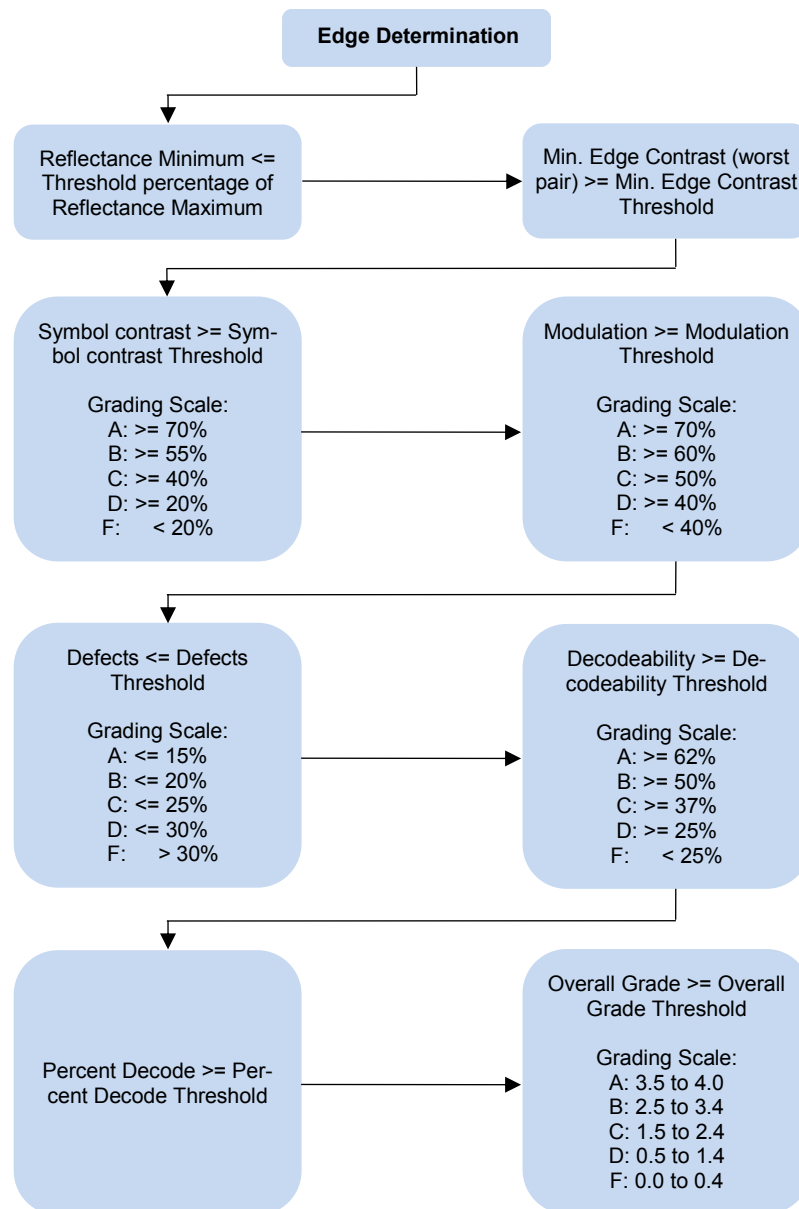 Edge Determination
Reflectance Minimum <=
Threshold percentage of
Reflectance Maximum
Min. Edge Contrast (worst
pair) >= Min. Edge Contrast
Threshold
Symbol contrast >= Sym-
bol contrast Threshold
Grading Scale:
A: >= 70%
B: >= 55%
C: >= 40%
D: >= 20%
F: < 20%
Modulation >= Modulation
Threshold
Grading Scale:
A: >= 70%
B: >= 60%
C: >= 50%
D: >= 40%
F: < 40%
Defects <= Defects
Threshold
Grading Scale:
A: <= 15%
B: <= 20%
C: <= 25%
D: <= 30%
F: > 30%
Decodeability >= De-
codeability Threshold
Grading Scale:
A: >= 62%
B: >= 50%
C: >= 37%
D: >= 25%
F: < 25%
Percent Decode >= Per-
cent Decode Threshold
Overall Grade >= Overall
Grade Threshold
Grading Scale:
A: 3.5 to 4.0
B: 2.5 to 3.4
C: 1.5 to 2.4
D: 0.5 to 1.4
F: 0.0 to 0.4